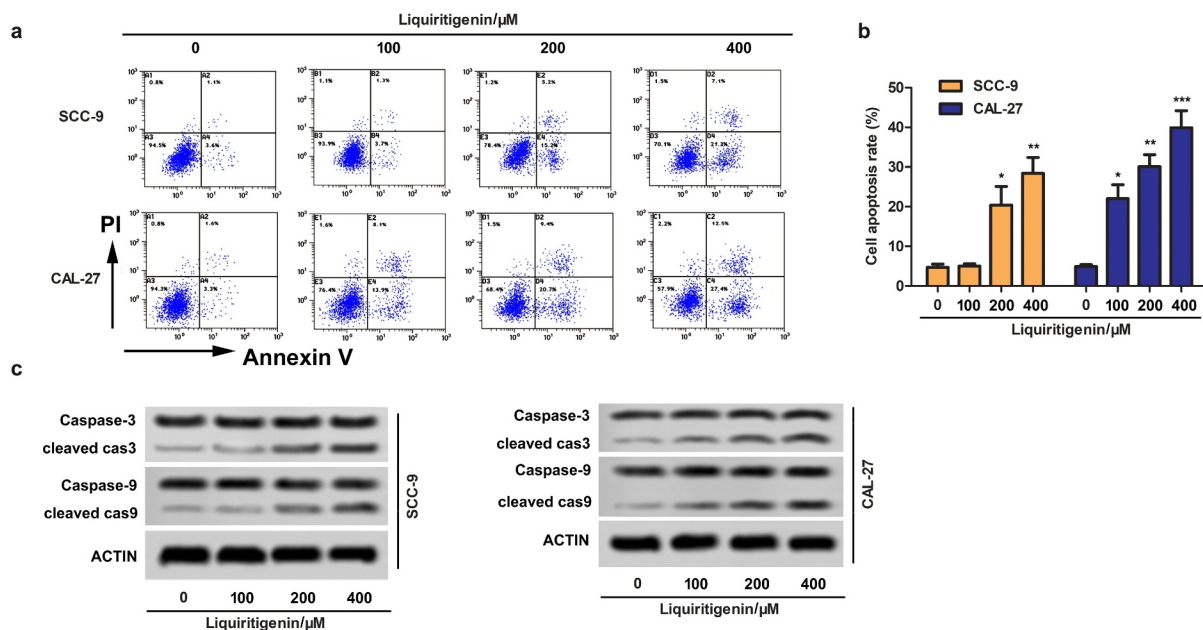 a
Liquiritigenin/µM
0 100 200 400
SCC-9
A1 A2
0.8% 1.1%
A3 A4
94.5% 3.6%
B1 B2
1.1% 1.3%
B3 B4
93.9% 3.7%
E1 E2
1.2% 5.2%
E3 E4
78.4% 15.2%
D1 D2
1.5% 7.1%
D3 D4
70.1% 21.3%
CAL-27
A1 A2
0.8% 1.6%
A3 A4
94.3% 3.3%
E1 E2
1.6% 8.1%
E3 E4
76.4% 13.9%
D1 D2
1.5% 9.4%
D3 D4
68.4% 20.7%
C1 C2
2.2% 12.5%
C3 C4
57.9% 27.4%
PI
Annexin V
b
SCC-9
CAL-27
Cell apoptosis rate (%)
50
40
30
20
10
0
* ** * ** ***
0 100 200 400 0 100 200 400
Liquiritigenin/µM
c
Caspase-3
cleaved cas3
Caspase-9
cleaved cas9
ACTIN
SCC-9
0 100 200 400
Liquiritigenin/µM
Caspase-3
cleaved cas3
Caspase-9
cleaved cas9
ACTIN
CAL-27
0 100 200 400
Liquiritigenin/µM